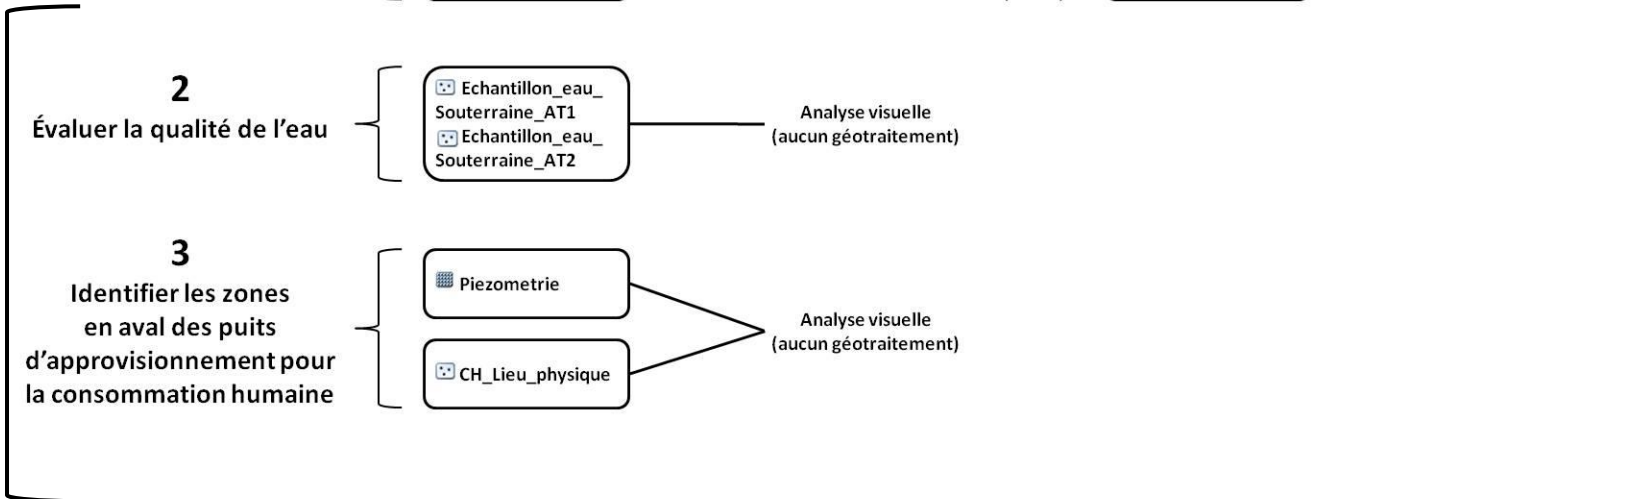 2
Évaluer la qualité de l’eau
Echantillon_eau_
Souterraine_AT1
Echantillon_eau_
Souterraine_AT2
Analyse visuelle
(aucun géotraitement)
3
Identifier les zones
en aval des puits
d’approvisionnement pour
la consommation humaine
Piezometrie
CH_Lieu_physique
Analyse visuelle
(aucun géotraitement)